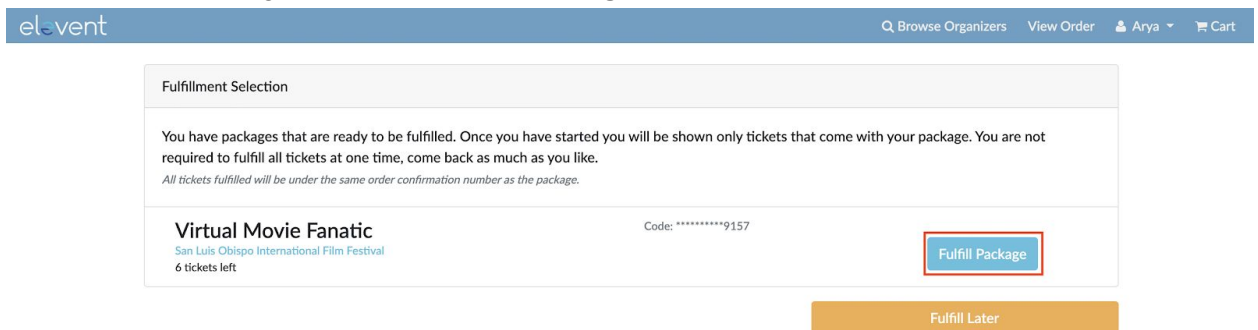 elevent
Browse Organizers View Order Arya Cart
Fulfillment Selection
You have packages that are ready to be fulfilled. Once you have started you will be shown only tickets that come with your package. You are not
required to fulfill all tickets at one time, come back as much as you like.
All tickets fulfilled will be under the same order confirmation number as the package.
Virtual Movie Fanatic
Code: **********9157
San Luis Obispo International Film Festival
6 tickets left
Fulfill Package
Fulfill Later